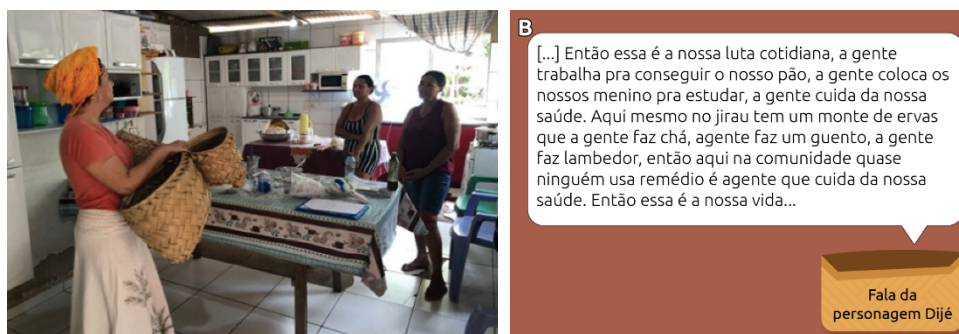 B
[...] Então essa é a nossa luta cotidiana, a gente
trabalha pra conseguir o nosso pão, a gente coloca os
nossos menino pra estudar, a gente cuida da nossa
saúde. Aqui mesmo no jirau tem um monte de ervas
que a gente faz chá, agente faz um guento, a gente
faz lambedor, então aqui na comunidade quase
ninguém usa remédio é agente que cuida da nossa
saúde. Então essa é a nossa vida...
Fala da
personagem Dijé